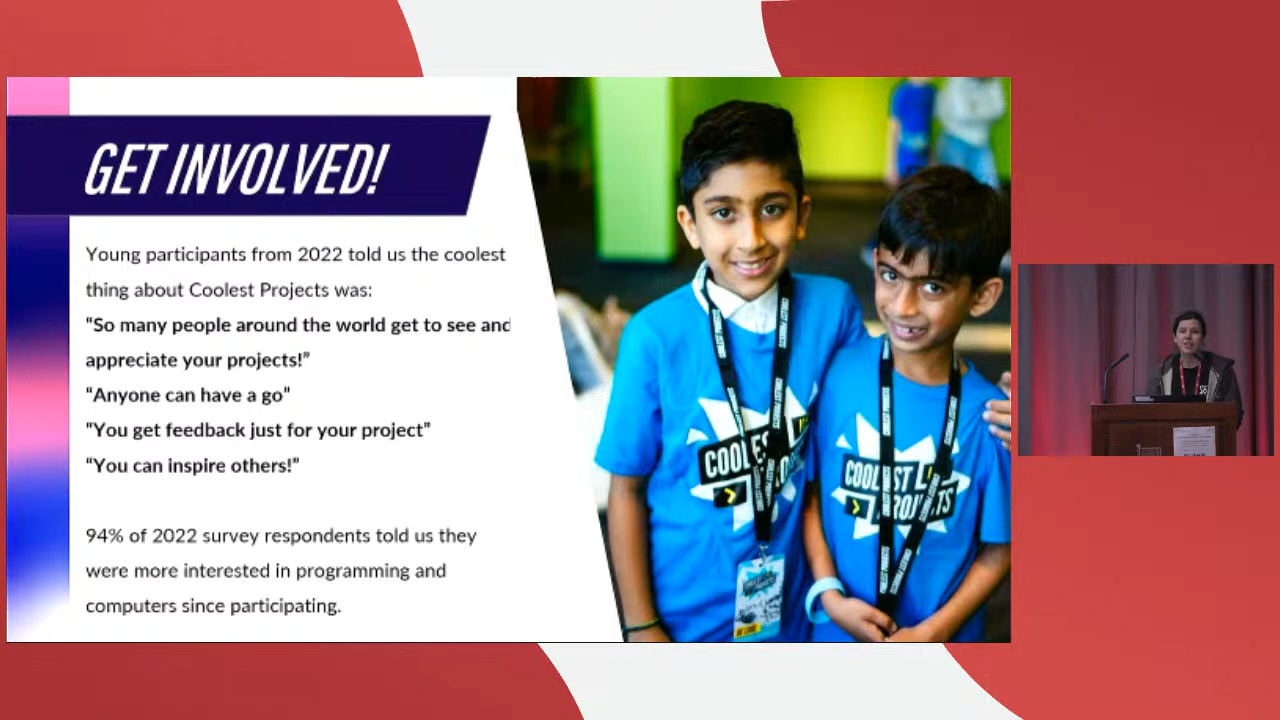 GET INVOLVED!
Young participants from 2022 told us the coolest
thing about Coolest Projects was:
“So many people around the world get to see and
appreciate your projects!”
“Anyone can have a go”
“You get feedback just for your project”
“You can inspire others!”
94% of 2022 survey respondents told us they
were more interested in programming and
computers since participating.
COOLEST
PROJECTS